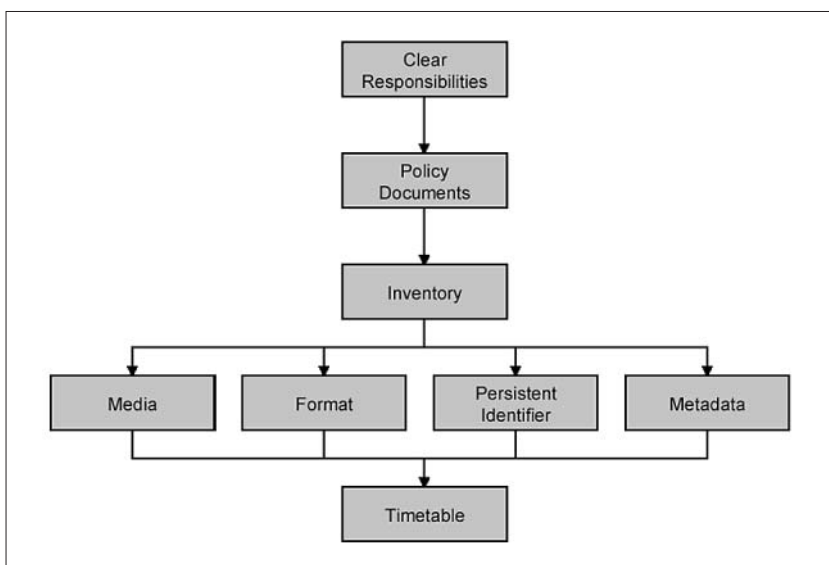 Clear
Responsibilities
Policy
Documents
Inventory
Media
Format
Persistent
Identifier
Metadata
Timetable